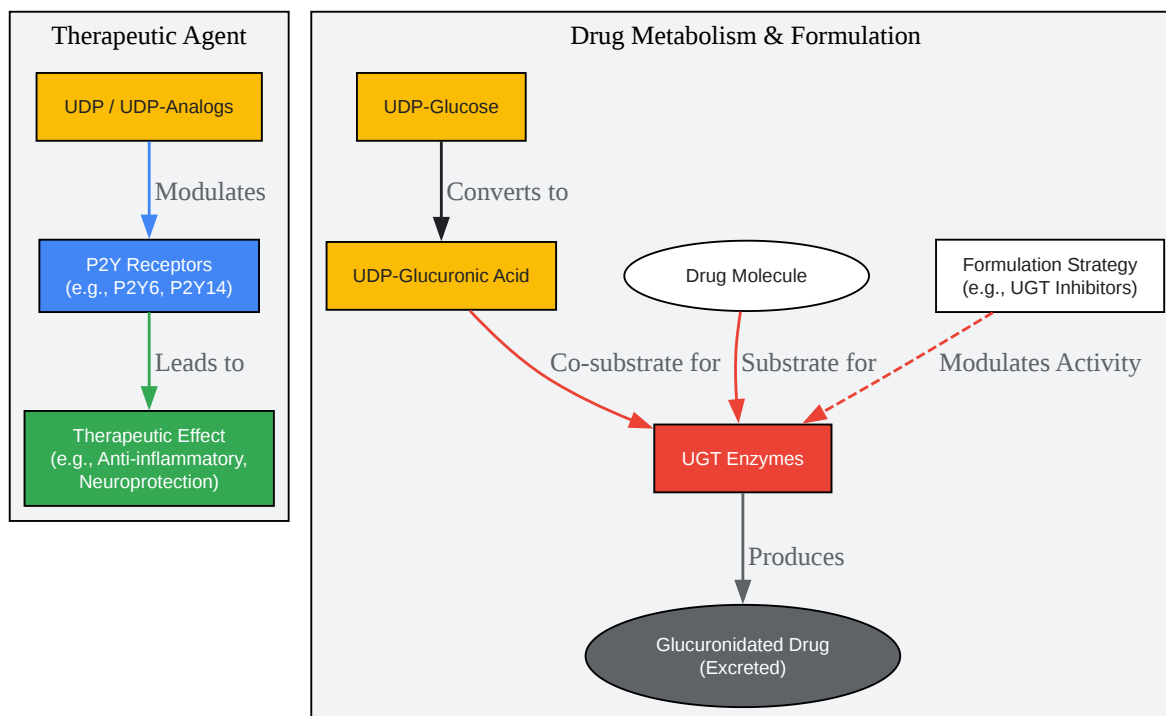 Therapeutic Agent
UDP / UDP-Analogs
Modulates
P2Y Receptors
(e.g., P2Y6, P2Y14)
Leads to
Therapeutic Effect
(e.g., Anti-inflammatory,
Neuroprotection)
Drug Metabolism & Formulation
UDP-Glucose
Converts to
UDP-Glucuronic Acid
Drug Molecule
Formulation Strategy
(e.g., UGT Inhibitors)
Co-substrate for
Substrate for
Modulates Activity
UGT Enzymes
Produces
Glucuronidated Drug
(Excreted)